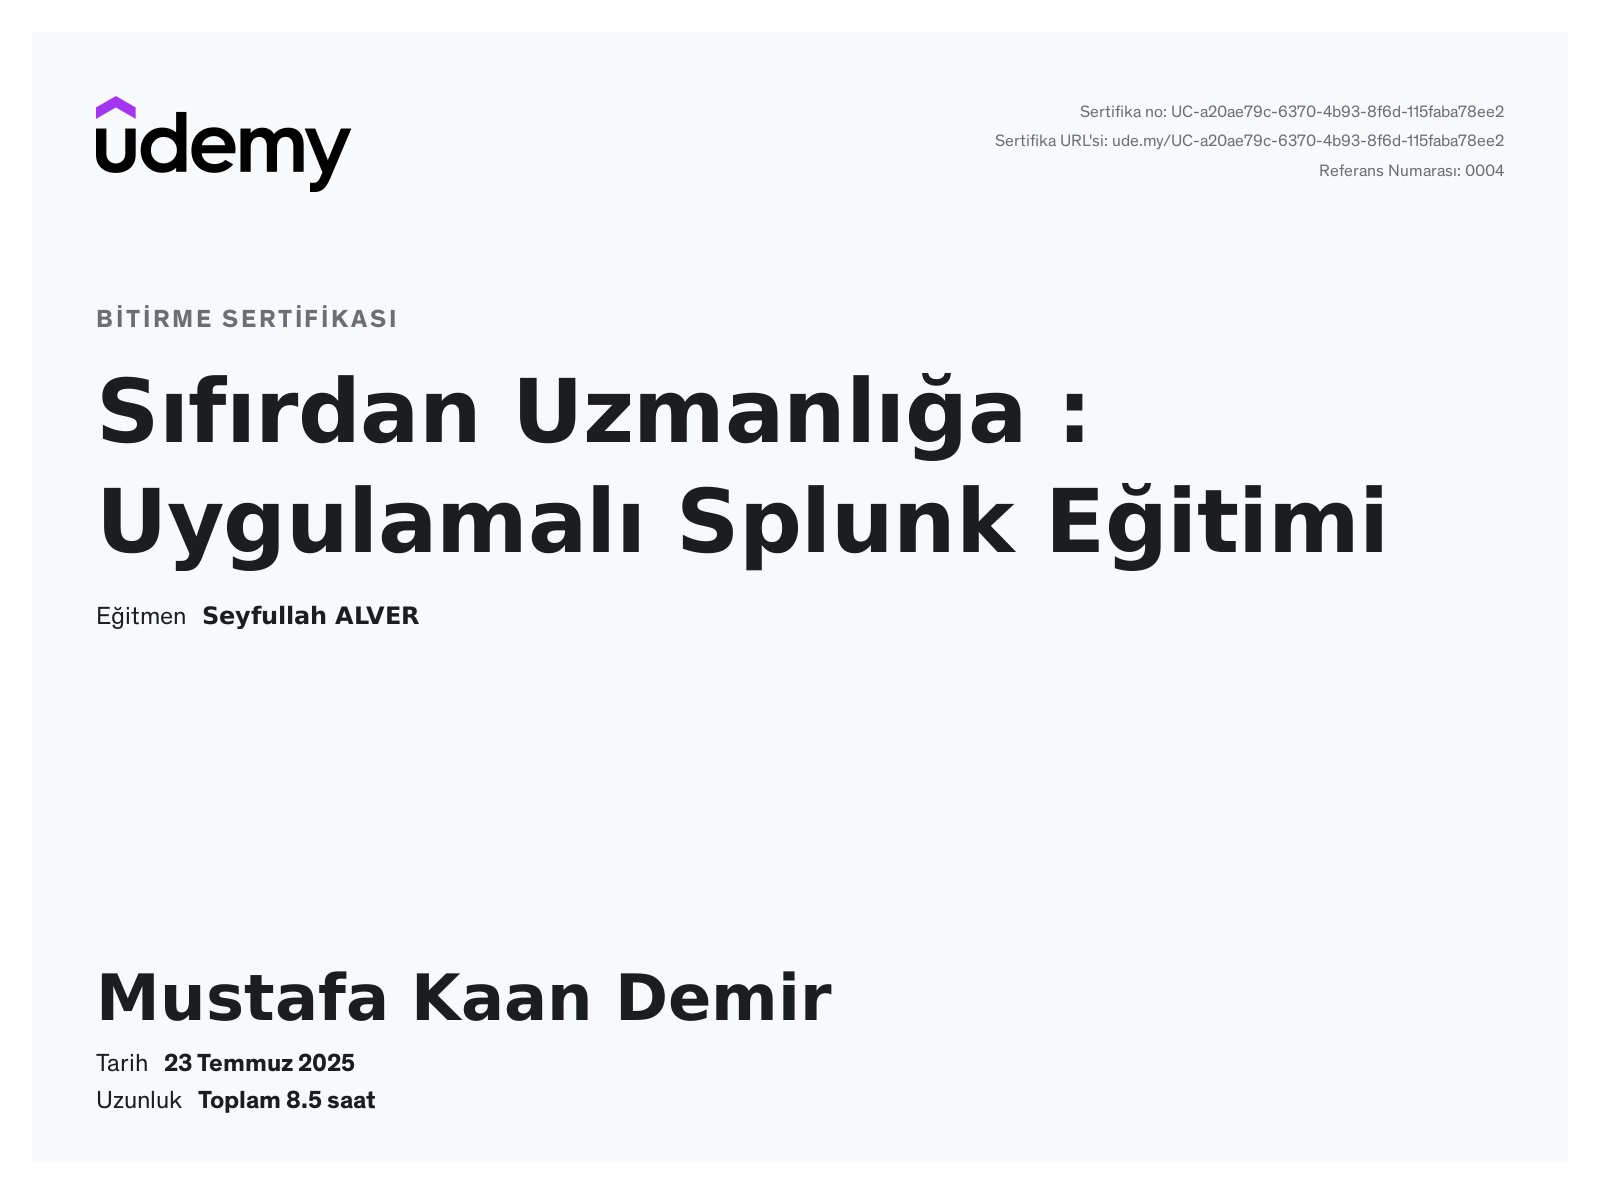 udemy
Sertifika no: UC-a20ae79c-6370-4b93-8f6d-115faba78ee2
Sertifika URL'si: ude.my/UC-a20ae79c-6370-4b93-8f6d-115faba78ee2
Referans Numarası: 0004
BİTİRME SERTİFİKASI
Sıfırdan Uzmanlığa :
Uygulamalı Splunk Eğitimi
Eğitmen Seyfullah ALVER
Mustafa Kaan Demir
Tarih 23 Temmuz 2025
Uzunluk Toplam 8.5 saat